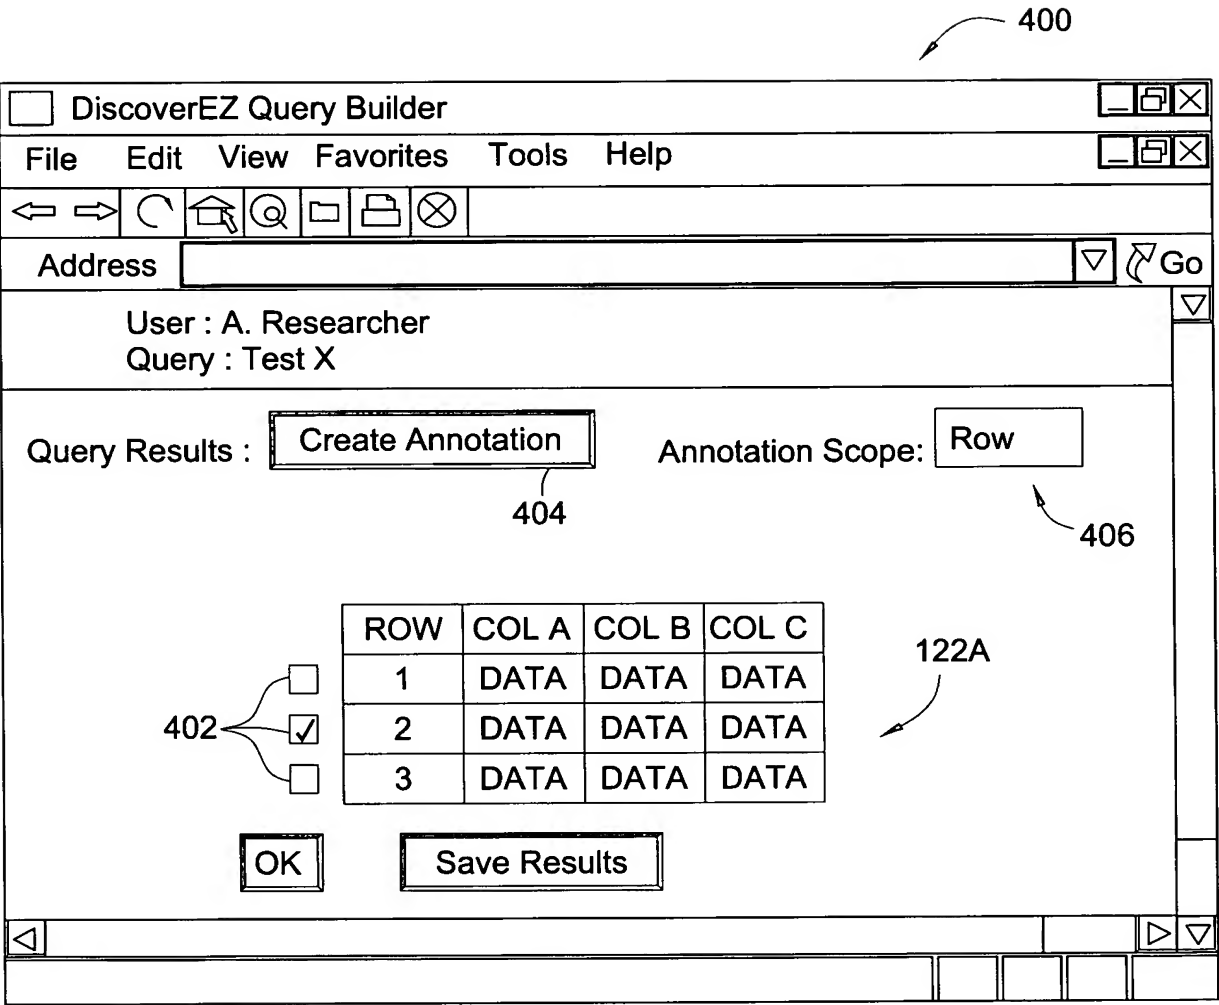 400
DiscoverEZ Query Builder
File Edit View Favorites Tools Help
Address Go
User : A. Researcher
Query : Test X
Query Results : Create Annotation Annotation Scope: Row
404
406
ROW COL A COL B COL C
1 DATA DATA DATA
122A
402
2 DATA DATA DATA
3 DATA DATA DATA
OK Save Results